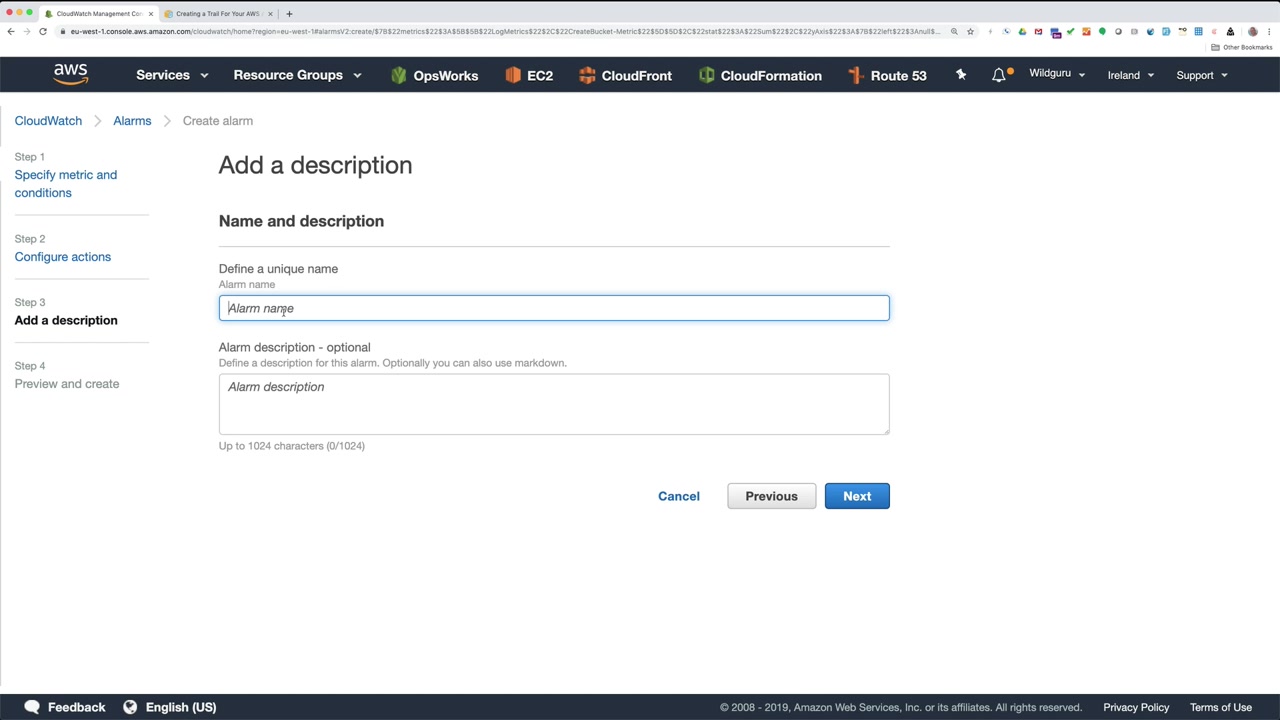 CloudWatch Management Con
Creating a Trail For Your AWS
eu-west-1.console.aws.amazon.com/cloudwatch/home?region=eu-west-1#alarmsV2:create/$7B$22metrics$22$3A$5B$5B$22LogMetrics$22$2C$22CreateBucket-Metric$22$5D$5D$2C$22stat$22$3A$22Sum$22$2C$22yAxis$22$3A$7B$22left$22$3Anull$...
Other Bookmarks
aws
Services
Resource Groups
OpsWorks
EC2
CloudFront
CloudFormation
Route 53
Wildguru
Ireland
Support
CloudWatch
Alarms
Create alarm
Step 1
Specify metric and
conditions
Step 2
Configure actions
Step 3
Add a description
Step 4
Preview and create
Add a description
Name and description
Define a unique name
Alarm name
Alarm name
Alarm description - optional
Define a description for this alarm. Optionally you can also use markdown.
Alarm description
Up to 1024 characters (0/1024)
Cancel
Previous
Next
Feedback
English (US)
© 2008 - 2019, Amazon Web Services, Inc. or its affiliates. All rights reserved.
Privacy Policy
Terms of Use